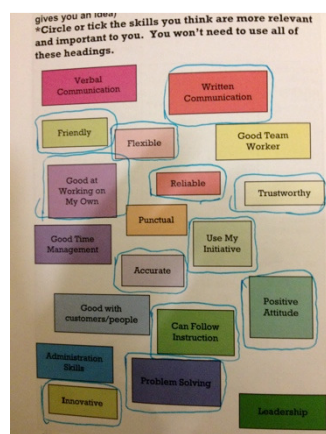 gives you an idea)
*Circle or tick the skills you think are more relevant
and important to you. You won't need to use all of
these headings.
Verbal
Communication
Written
Communication
Friendly
Flexible
Good Team
Worker
Good at
Working on
My Own
Reliable
Trustworthy
Punctual
Good Time
Management
Use My
Initiative
Accurate
Good with
customers/people
Positive
Attitude
Can Follow
Instruction
Administration
Skills
Problem Solving
Innovative
Leadership